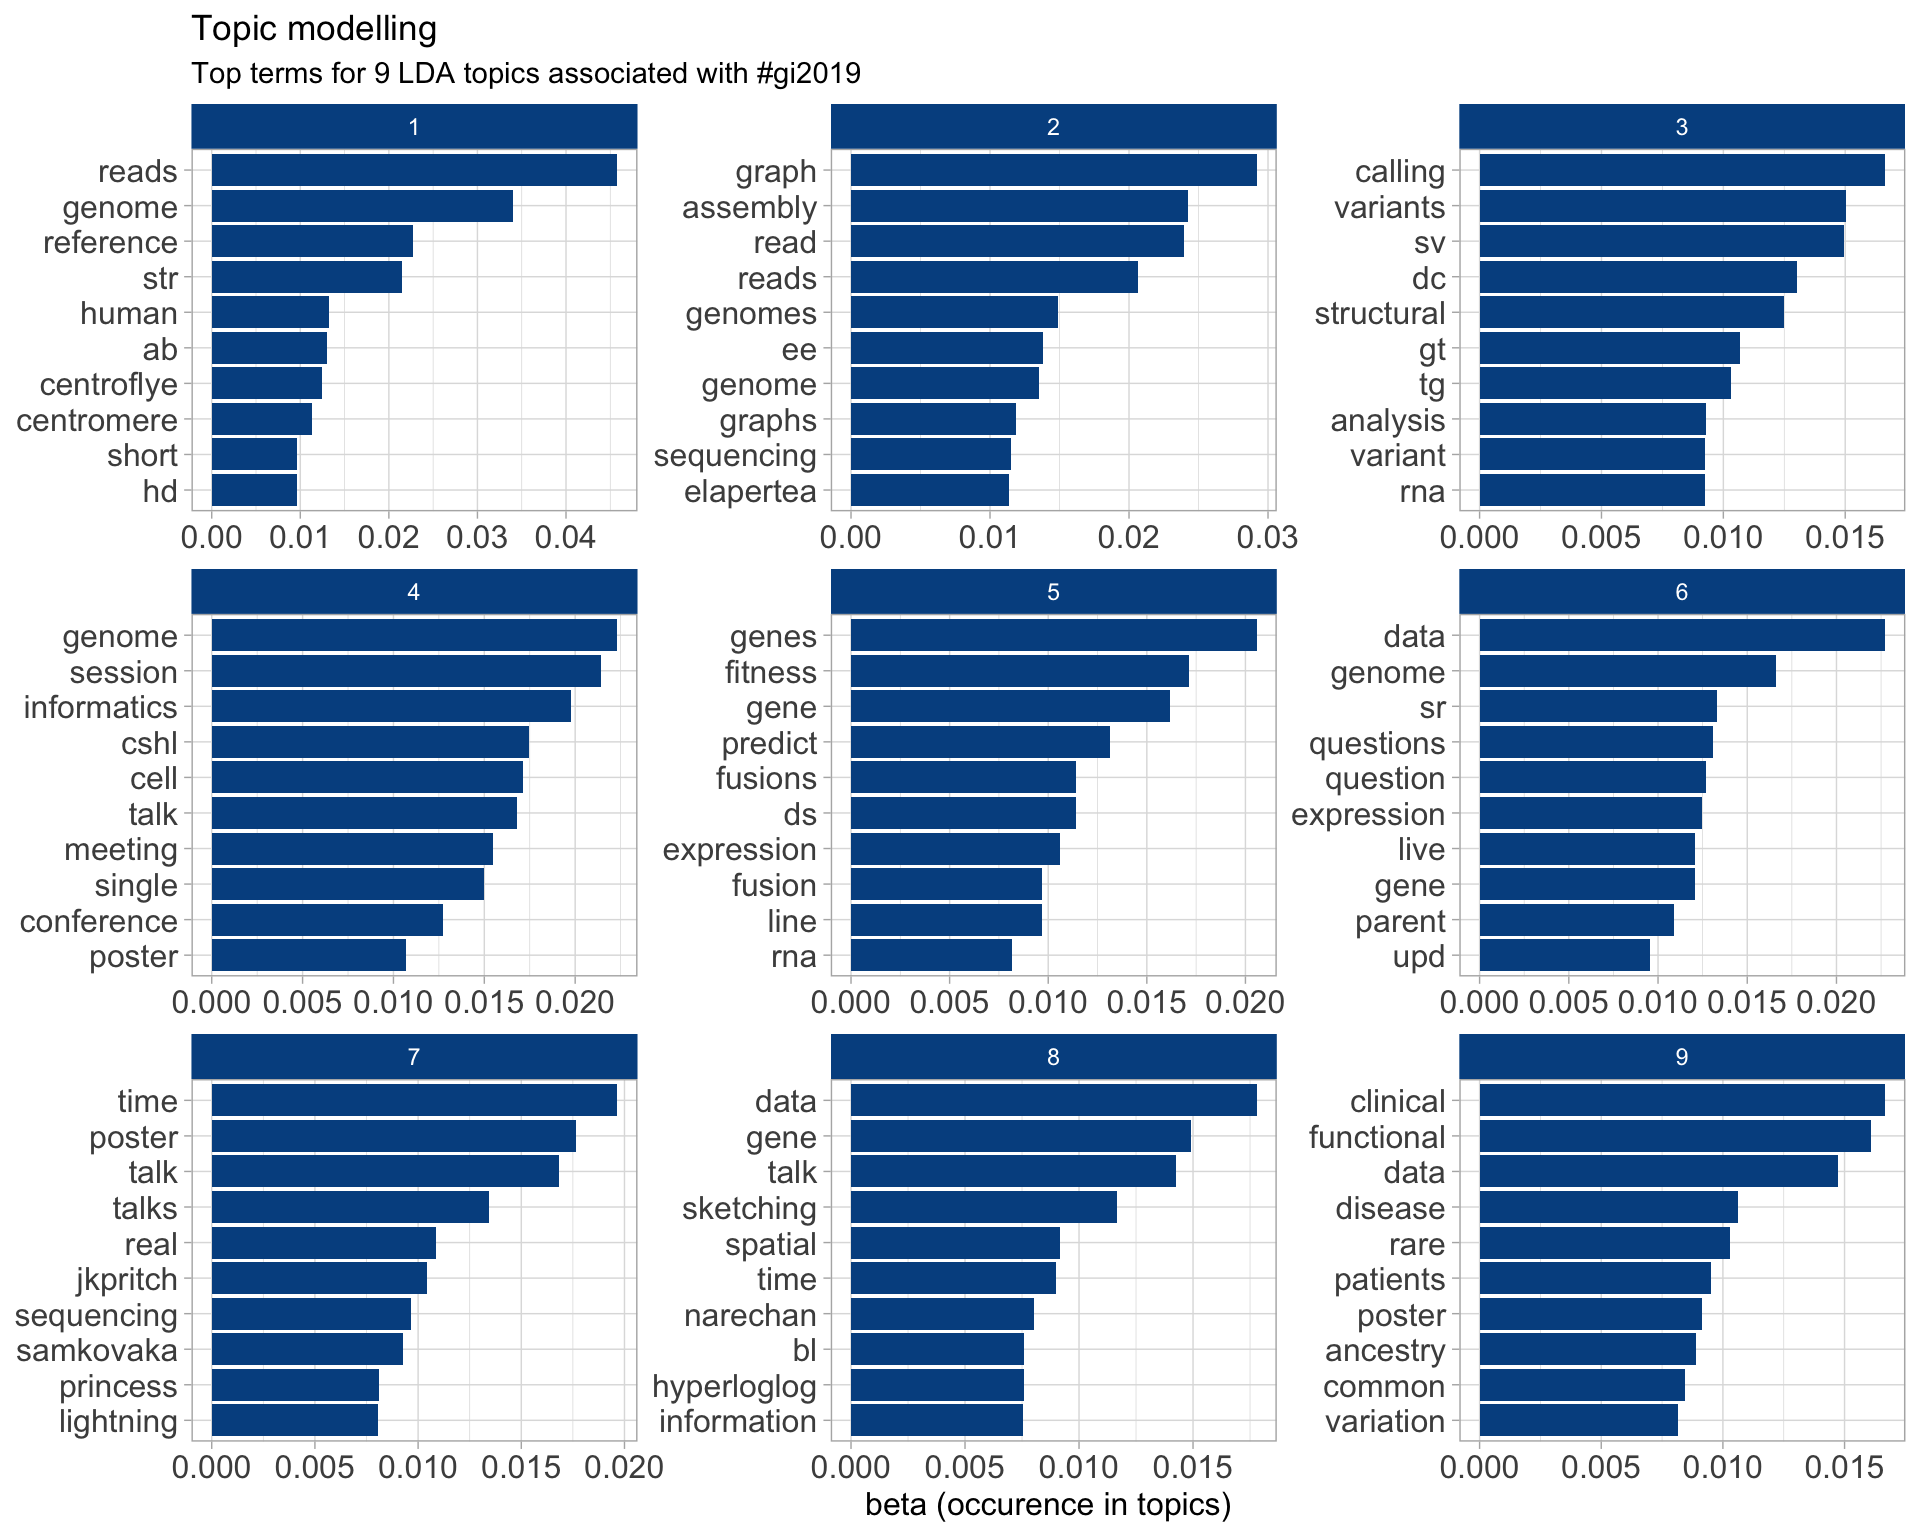 Topic modelling
Top terms for 9 LDA topics associated with #gi2019
1
reads
genome
reference
str
human
ab
centroflye
centromere
short
hd
0.00 0.01 0.02 0.03 0.04
2
graph
assembly
read
reads
genomes
ee
genome
graphs
sequencing
elapertea
0.00 0.01 0.02 0.03
3
calling
variants
sv
dc
structural
gt
tg
analysis
variant
rna
0.000 0.005 0.010 0.015
4
genome
session
informatics
cshl
cell
talk
meeting
single
conference
poster
0.000 0.005 0.010 0.015 0.020
5
genes
fitness
gene
predict
fusions
ds
expression
fusion
line
rna
0.000 0.005 0.010 0.015 0.020
6
data
genome
sr
questions
question
expression
live
gene
parent
upd
0.000 0.005 0.010 0.015 0.020
7
time
poster
talk
talks
real
jkpritch
sequencing
samkovaka
princess
lightning
0.000 0.005 0.010 0.015 0.020
8
data
gene
talk
sketching
spatial
time
narechan
bl
hyperloglog
information
0.000 0.005 0.010 0.015
9
clinical
functional
data
disease
rare
patients
poster
ancestry
common
variation
0.000 0.005 0.010 0.015
beta (occurence in topics)